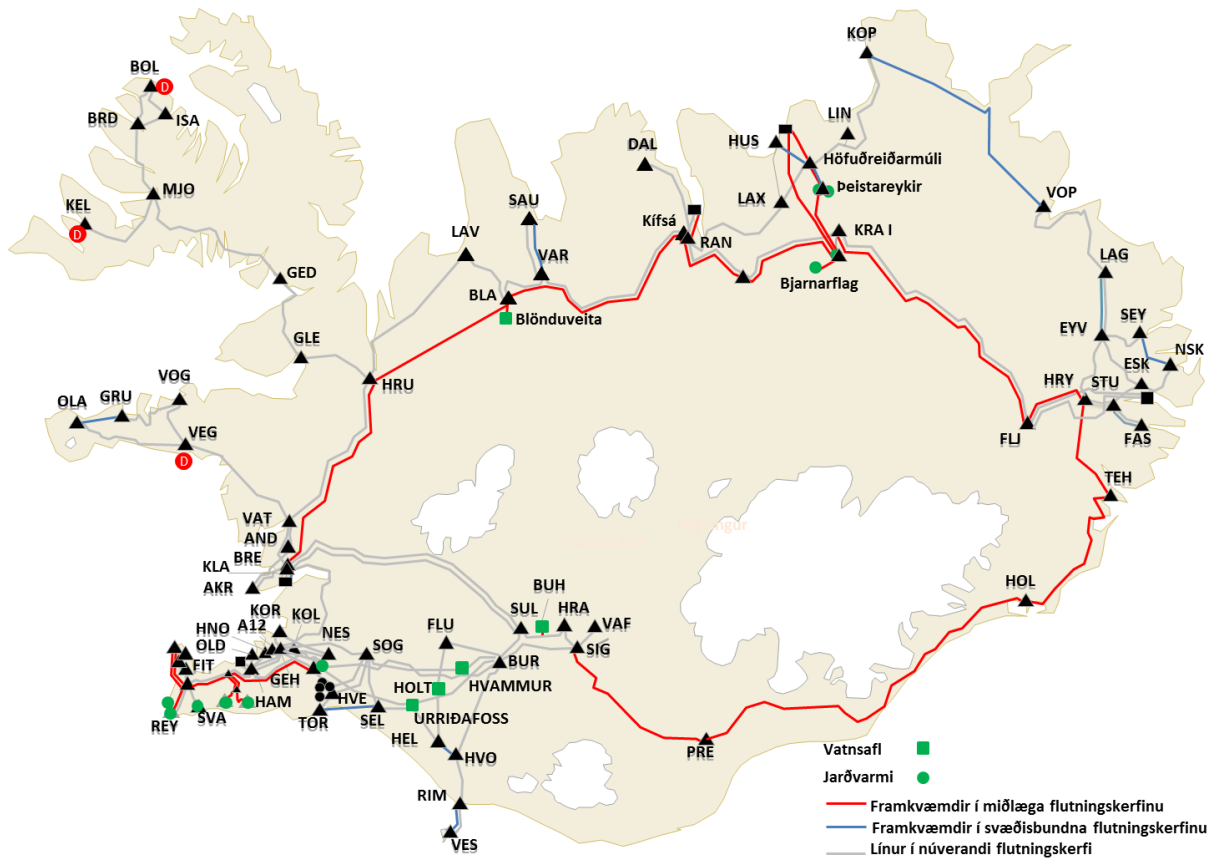 KOP
BOL
D
ISA
BRD
LIN
DAL
HUS
Höfuðreiðarmúli
MJO
Þeistareykir
KEL
D
LAX
VOP
SAU
Kífsá
RAN
KRA I
LAV
VAR
LAG
GED
BLA
Bjarnarflag
Blönduveita
EYV
SEY
NSK
GLE
ESK
HRU
HRY
STU
VOG
GRU
OLA
VEG
FLJ
FAS
D
TEH
VAT
AND
BRE
KLA
AKR
BUH
HOL
KOR
KOL
SUL
HRA
VAF
A12
HNO
NES
SOG
FLU
OLD
SIG
FIT
BUR
GEH
HVAMMUR
HOLT
HVE
HAM
REY
SVA
TOR
SEL
URRIÐAFOSS
HEL
HVO
PRE
Vatnsafl
Jarðvarmi
RIM
Framkvæmdir í miðlæga flutningskerfinu
Framkvæmdir í svæðisbundna flutningskerfinu
VES
Línur í núverandi flutningskerfi